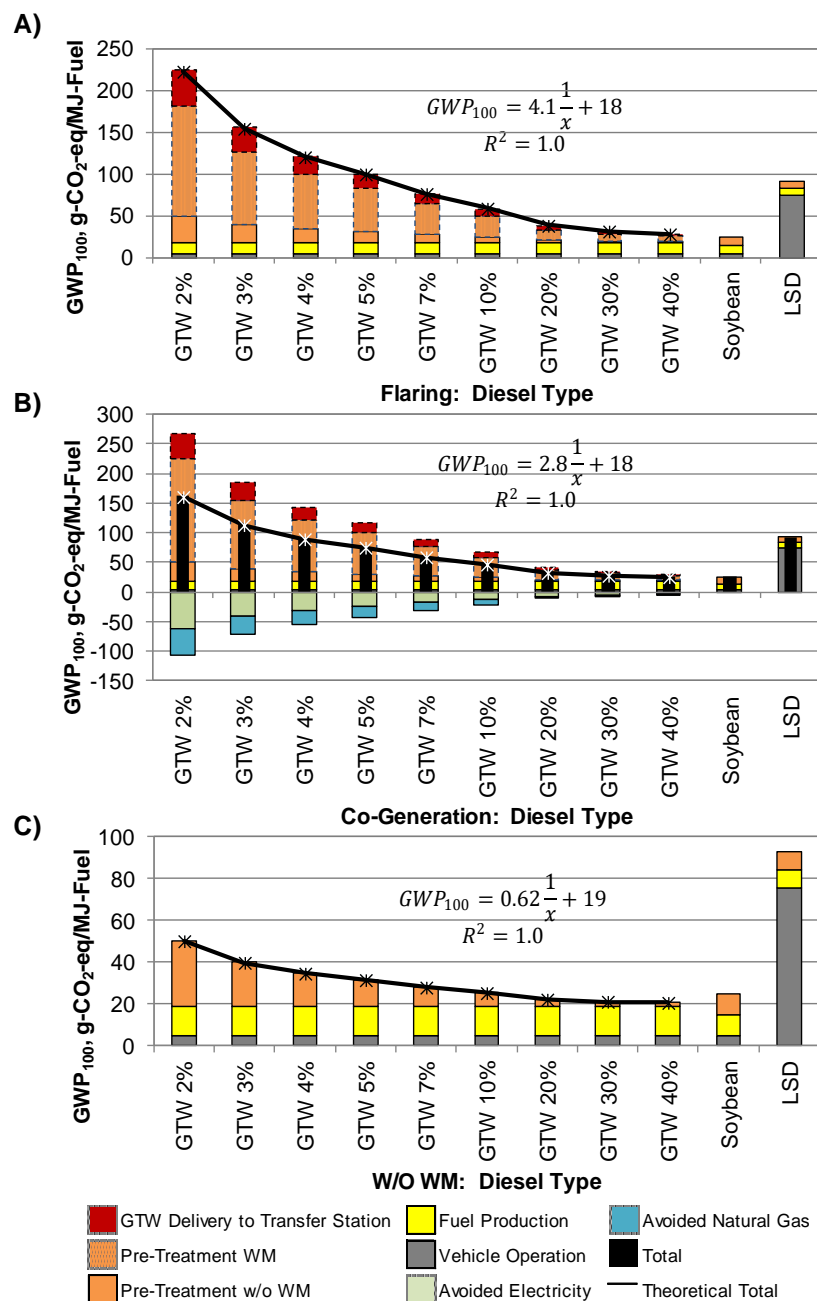 A)
GWP100, g-CO2-eq/MJ-Fuel
250
200
150
100
50
0
GWP100 = 4.1 1/x + 18
R² = 1.0
GTW 2%
GTW 3%
GTW 4%
GTW 5%
GTW 7%
GTW 10%
GTW 20%
GTW 30%
GTW 40%
Soybean
LSD
Flaring: Diesel Type
B)
GWP100, g-CO2-eq/MJ-Fuel
300
250
200
150
100
50
0
-50
-100
-150
GWP100 = 2.8 1/x + 18
R² = 1.0
GTW 2%
GTW 3%
GTW 4%
GTW 5%
GTW 7%
GTW 10%
GTW 20%
GTW 30%
GTW 40%
Soybean
LSD
Co-Generation: Diesel Type
C)
GWP100, g-CO2-eq/MJ-Fuel
100
80
60
40
20
0
GWP100 = 0.62 1/x + 19
R² = 1.0
GTW 2%
GTW 3%
GTW 4%
GTW 5%
GTW 7%
GTW 10%
GTW 20%
GTW 30%
GTW 40%
Soybean
LSD
W/O WM: Diesel Type
GTW Delivery to Transfer Station
Fuel Production
Avoided Natural Gas
Pre-Treatment WM
Vehicle Operation
Total
Pre-Treatment w/o WM
Avoided Electricity
Theoretical Total